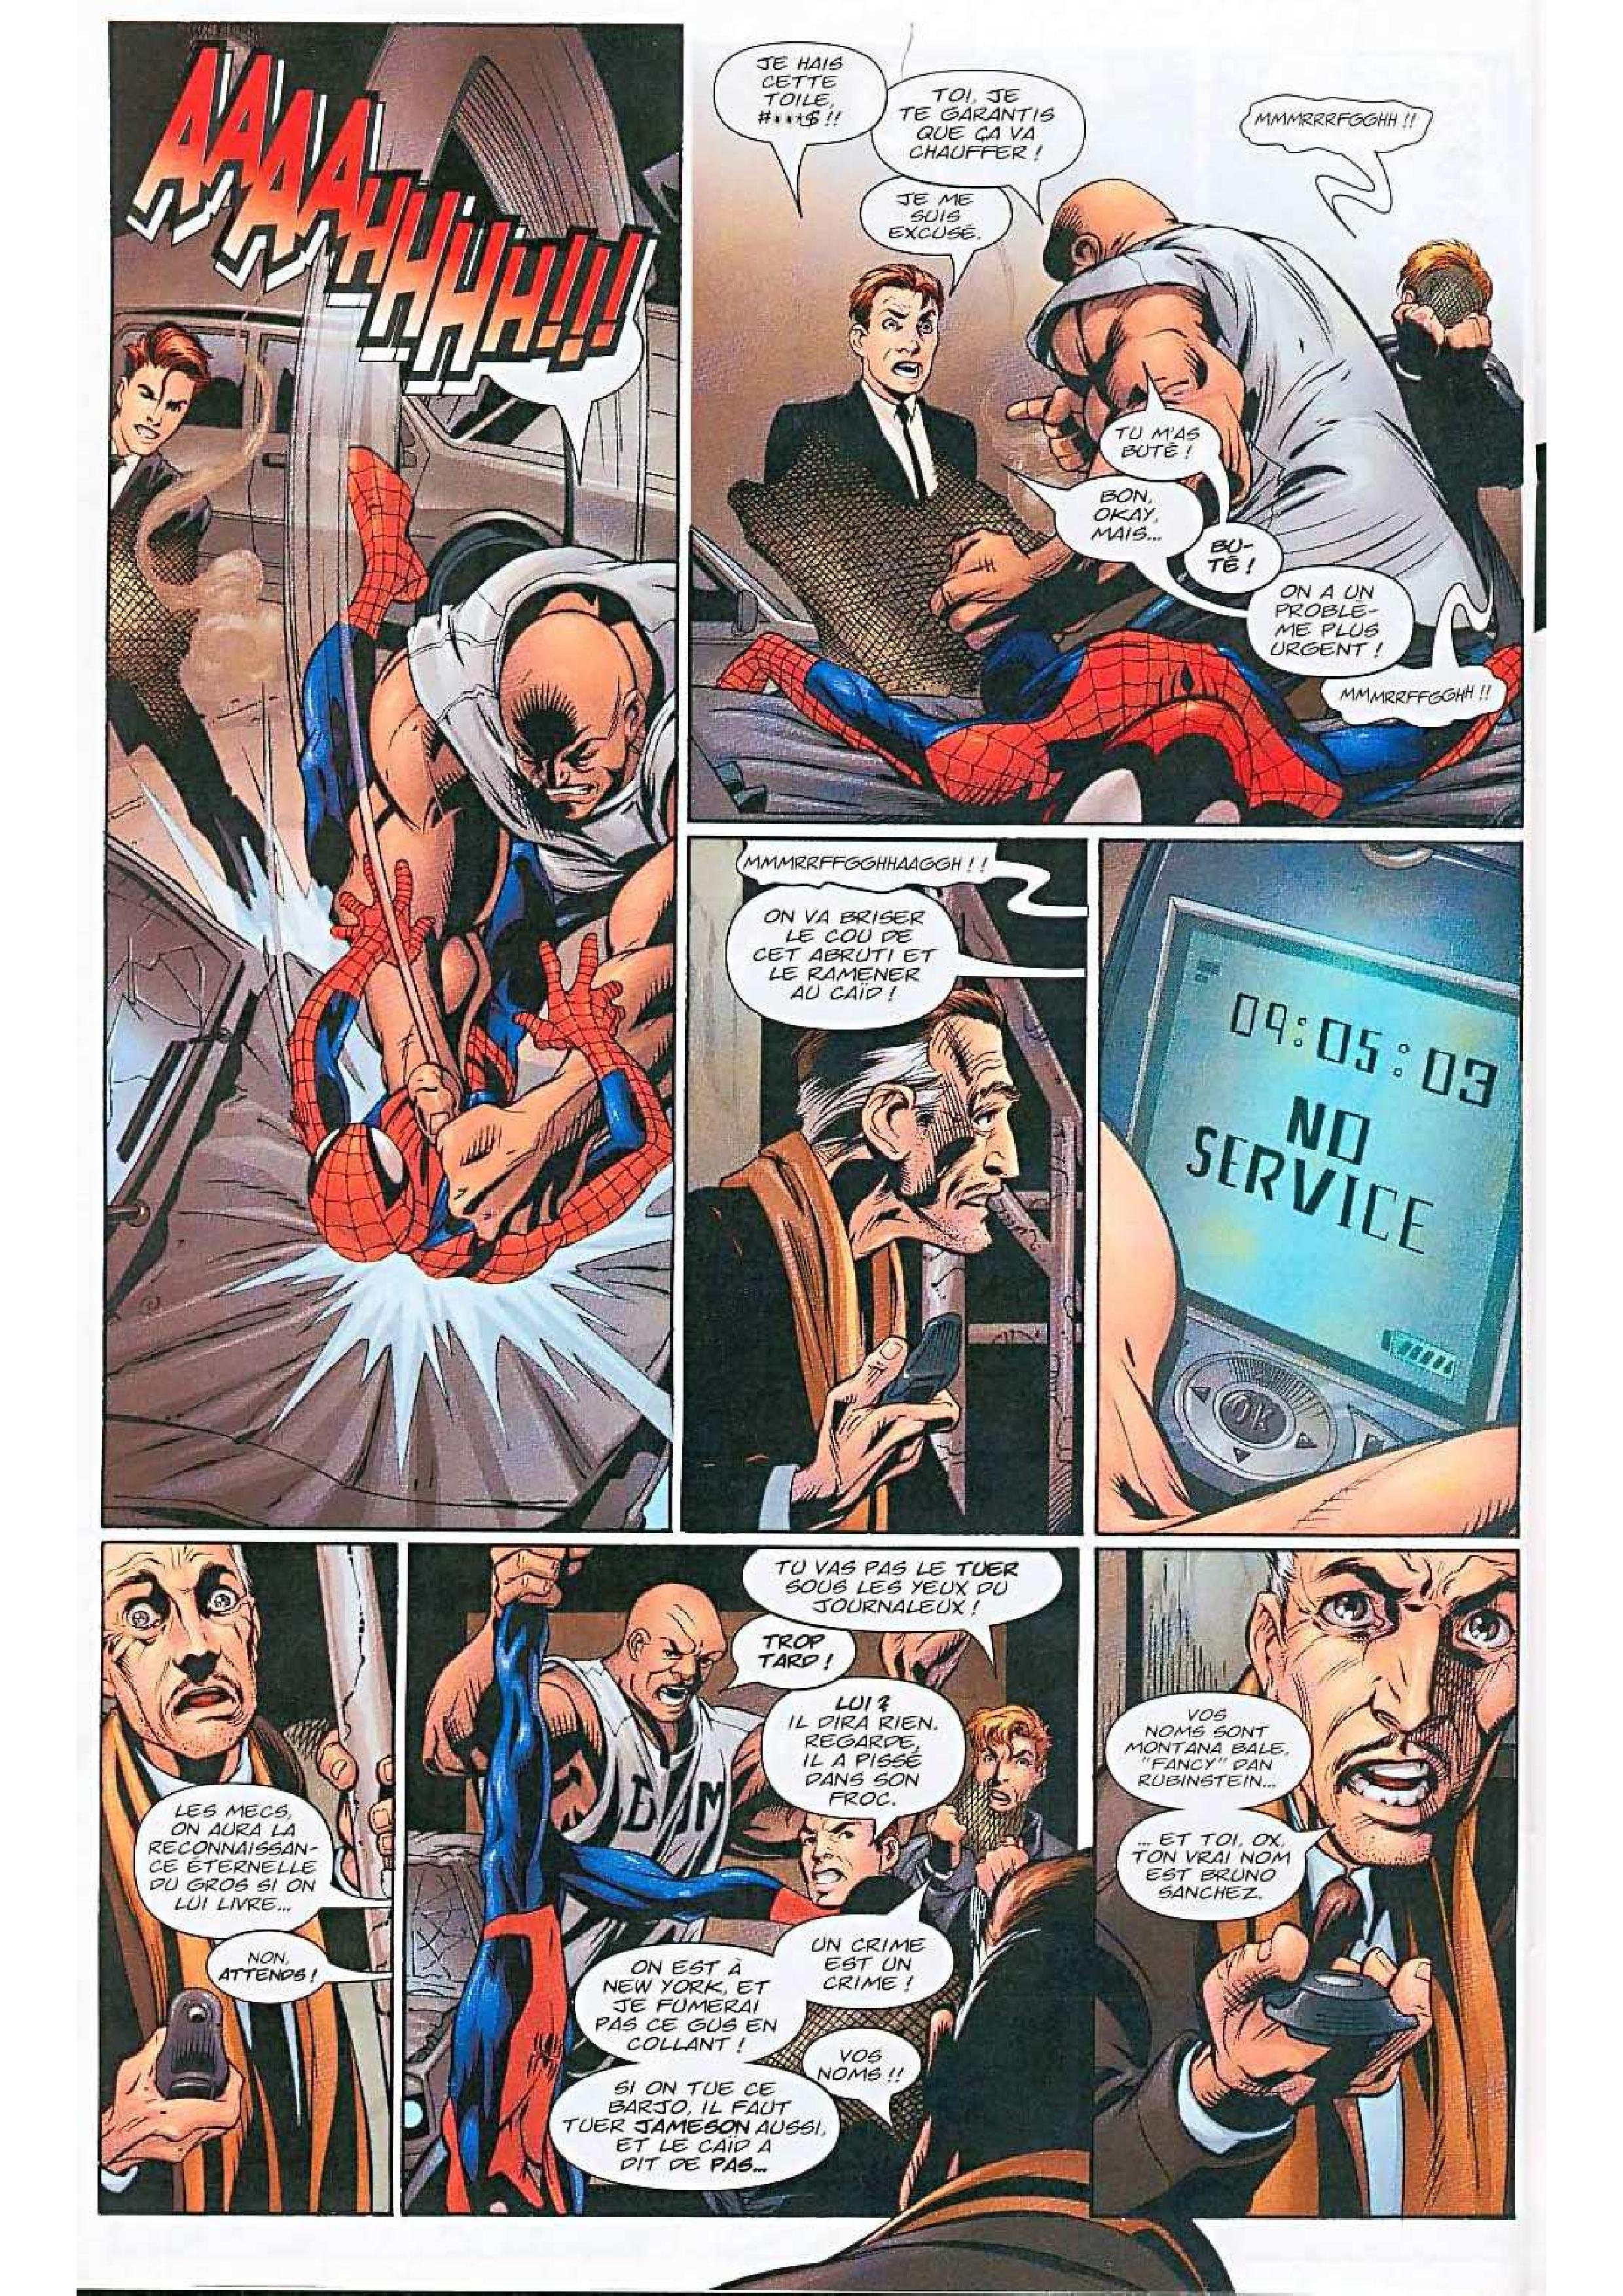 AAAAAAHHHHH!!!
JE HAIS
CETTE
TOILE,
#***$ !!
TOI, JE
TE GARANTIS
QUE ÇA VA
CHAUFFER !
JE ME
SUIS
EXCUSÉ.
MMMRRRFGGHH !!
TU M'AS
BUTÉ !
BON,
OKAY,
MAIS...
BU-
TÉ !
ON A UN
PROBLÈ-
ME PLUS
URGENT !
MMMRRFFGGHH !!
MMMRRFFGGHHAAGGH ! !
ON VA BRISER
LE COU DE
CET ABRUTI ET
LE RAMENER
AU CAÏD !
09:05:03
NO
SERVICE
OK
LES MECS,
ON AURA LA
RECONNAISSAN-
CE ÉTERNELLE
DU GROS SI ON
LUI LIVRE...
NON,
ATTENDS !
TU VAS PAS LE TUER
SOUS LES YEUX DU
JOURNALEUX !
TROP
TARD !
LUI ?
IL DIRA RIEN.
REGARDE,
IL A PISSÉ
DANS SON
FROC.
UN CRIME
EST UN
CRIME !
ON EST À
NEW YORK, ET
JE FUMERAI
PAS CE GUS EN
COLLANT !
VOS
NOMS !!
SI ON TUE CE
BARJO, IL FAUT
TUER JAMESON AUSSI,
ET LE CAÏD A
DIT DE PAS...
VOS
NOMS SONT
MONTANA BALE,
"FANCY" DAN
RUBINSTEIN...
... ET TOI, OX,
TON VRAI NOM
EST BRUNO
SANCHEZ.